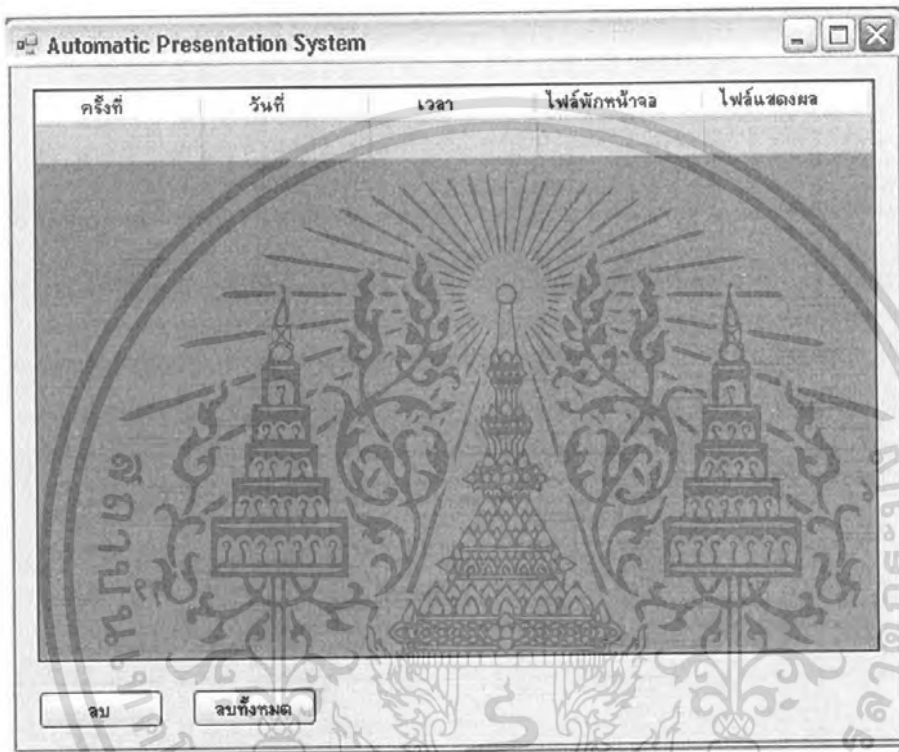 Automatic Presentation System
ครั้งที่ วันที่ เวลา ไฟล์พักหน้าจอ ไฟล์แสดงผล
ลบ ลบทั้งหมด